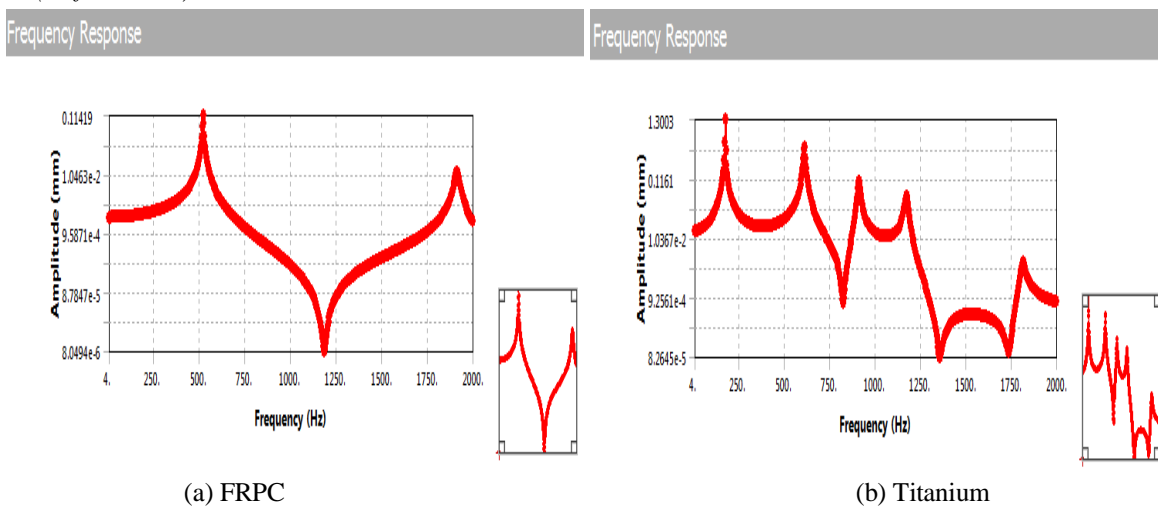 Frequency Response
Amplitude (mm)
0.11419
1.0463e-2
9.5871e-4
8.7847e-5
8.0494e-6
4. 250. 500. 750. 1000. 1250. 1500. 1750. 2000.
Frequency (Hz)
(a) FRPC
Frequency Response
Amplitude (mm)
1.3003
0.1161
1.0367e-2
9.2561e-4
8.2645e-5
4. 250. 500. 750. 1000. 1250. 1500. 1750. 2000.
Frequency (Hz)
(b) Titanium